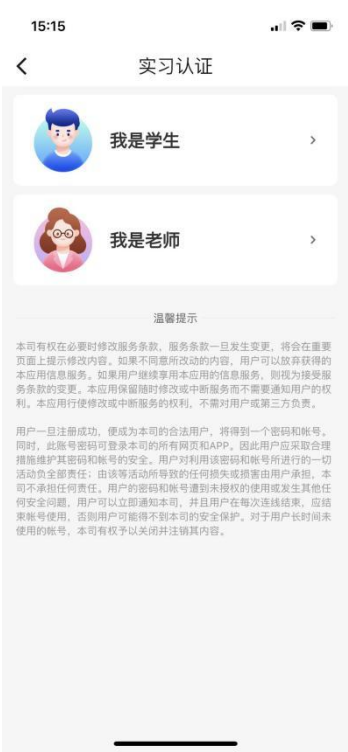 15:15
实习认证
我是学生
我是老师
温馨提示
本司有权在必要时修改服务条款，服务条款一旦发生变更，将会在重要
页面上提示修改内容。如果不同意所改动的内容，用户可以放弃获得的
本应用信息服务。如果用户继续享用本应用的信息服务，则视为接受服
务条款的变更。本应用保留随时修改或中断服务而不需要通知用户的权
利。本应用行使修改或中断服务的权利，不需对用户或第三方负责。
用户一旦注册成功，便成为本司的合法用户，将得到一个密码和帐号。
同时，此账号密码可登录本司的所有网页和APP。因此用户应采取合理
措施维护其密码和帐号的安全。用户对利用该密码和帐号所进行的一切
活动负全部责任；由该等活动所导致的任何损失或损害由用户承担，本
司不承担任何责任。用户的密码和帐号遭到未授权的使用或发生其他任
何安全问题，用户可以立即通知本司，并且用户在每次连线结束，应结
束帐号使用，否则用户可能得不到本司的安全保护。对于用户长时间未
使用的帐号，本司有权予以关闭并注销其内容。